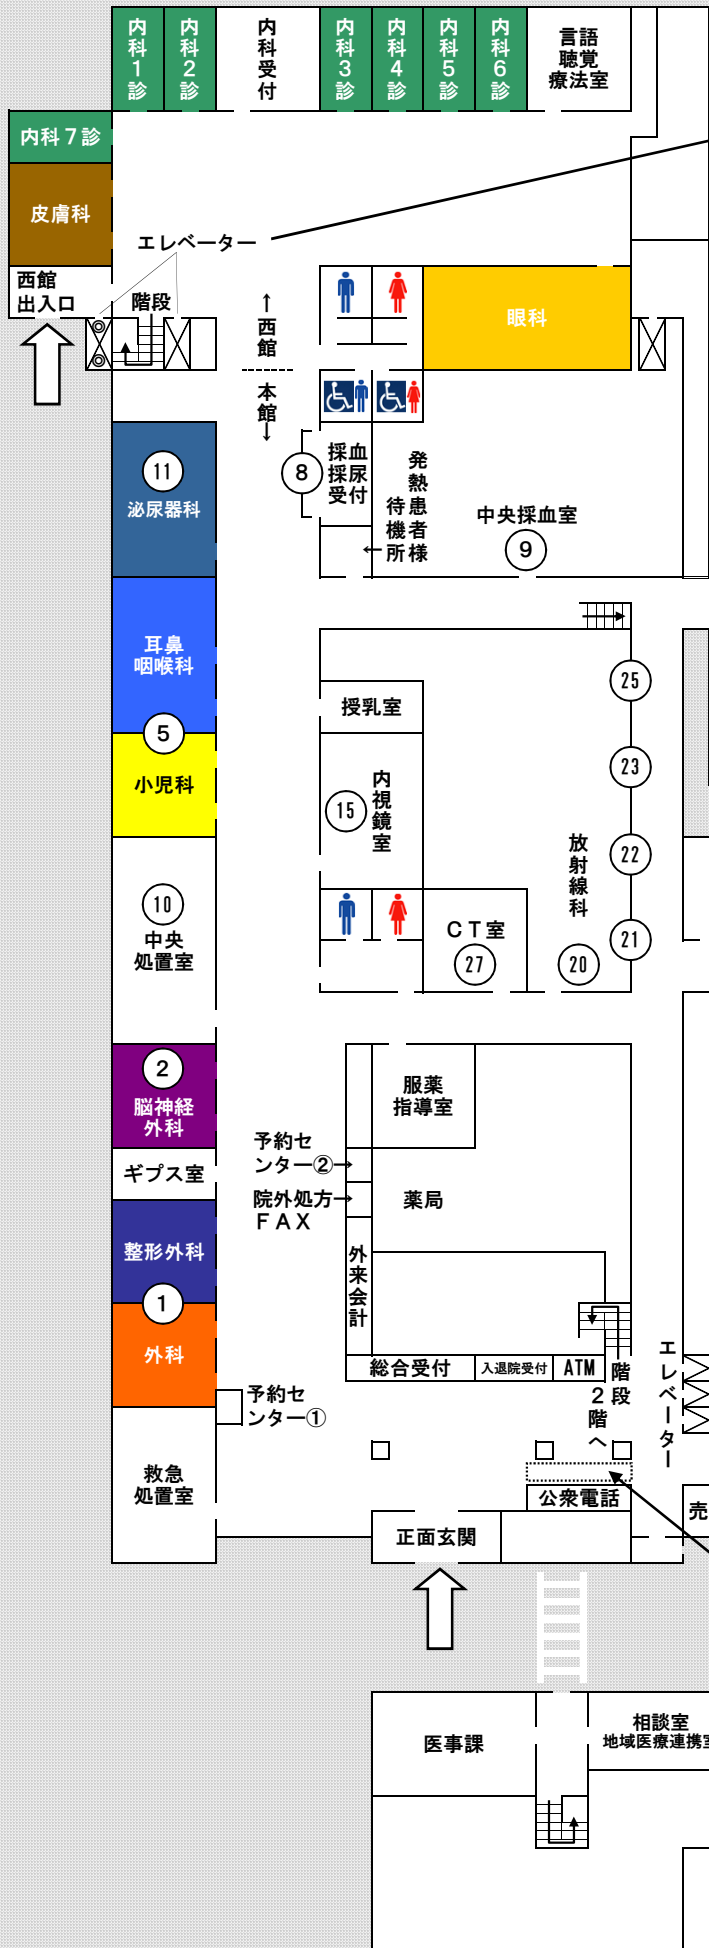 内科1診
内科2診
内科受付
内科3診
内科4診
内科5診
内科6診
言語
聴覚
療法室
内科７診
皮膚科
エレベーター
西館
出入口
階段
↑西館
本館↓
眼科
11
泌尿器科
8
採血
採尿
受付
発熱患者様
待機所
←
中央採血室
9
耳鼻
咽喉科
5
小児科
授乳室
15
内視鏡室
25
23
22
21
放射線科
20
ＣＴ室
27
10
中央
処置室
2
脳神経
外科
ギプス室
整形外科
1
外科
服薬
指導室
予約セ
ンター②→
院外処方→
ＦＡＸ
薬局
外来会計
総合受付
入退院受付
ATM
階段
2階へ
エレベーター
予約セ
ンター①
救急
処置室
公衆電話
正面玄関
売
医事課
相談室
地域医療連携室